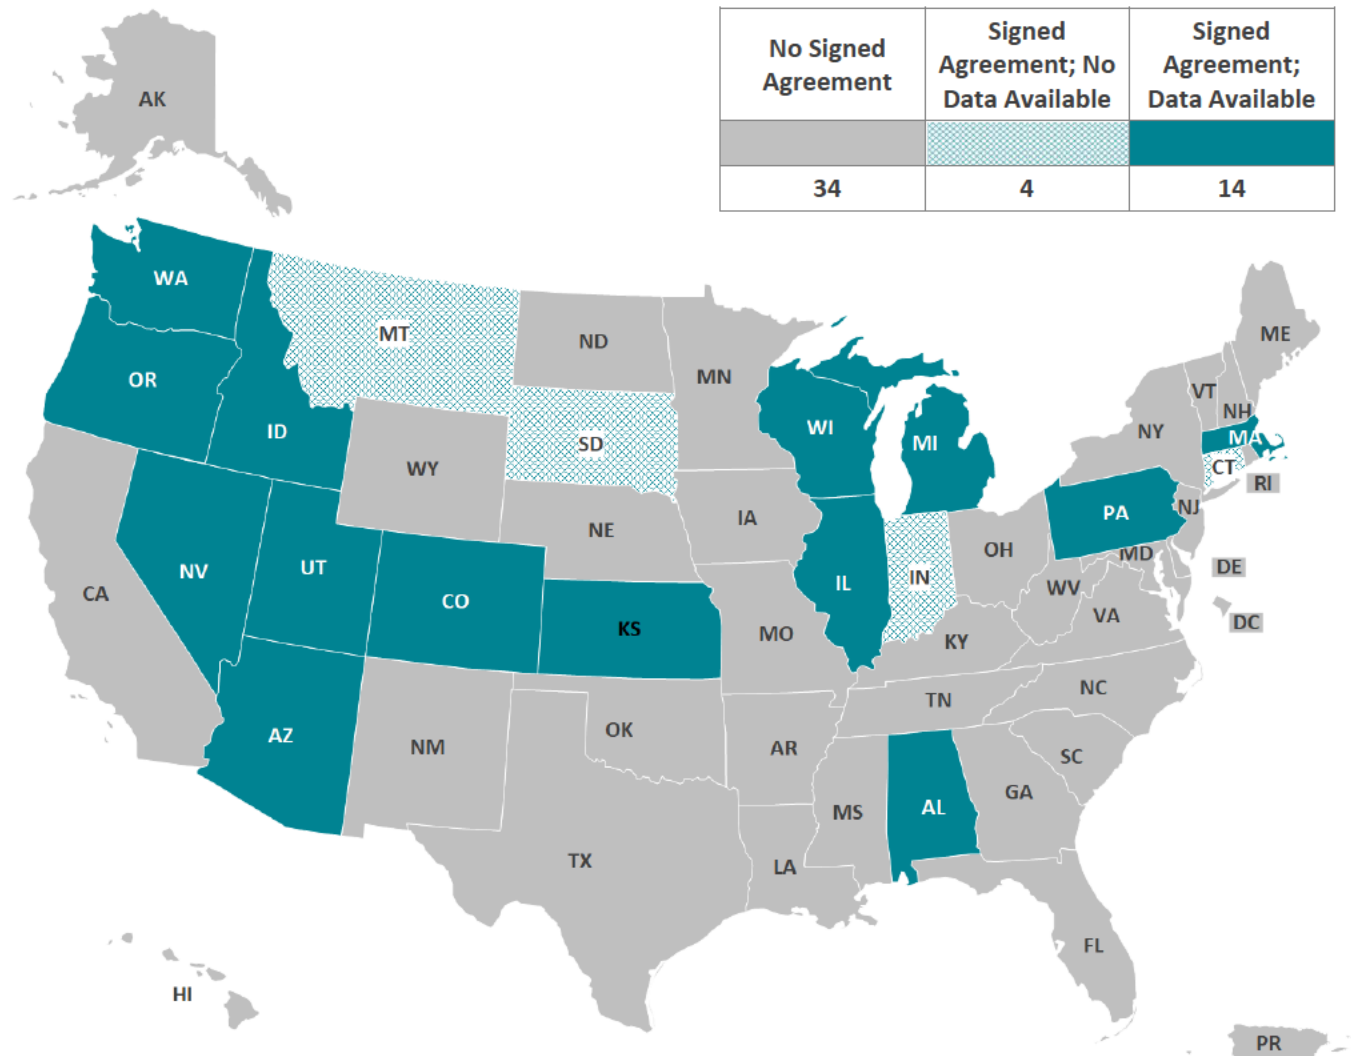 No Signed
Agreement
Signed
Agreement; No
Data Available
Signed
Agreement;
Data Available
34
4
14
AK
WA
MT
ND
MN
ME
OR
ID
SD
WI
MI
VT
NH
NY
MA
CT
RI
WY
IA
NE
PA
NJ
OH
MD
DE
NV
UT
CO
CA
IL
IN
WV
VA
DC
KS
MO
KY
NC
TN
AZ
NM
OK
AR
SC
GA
MS
AL
TX
LA
FL
HI
PR